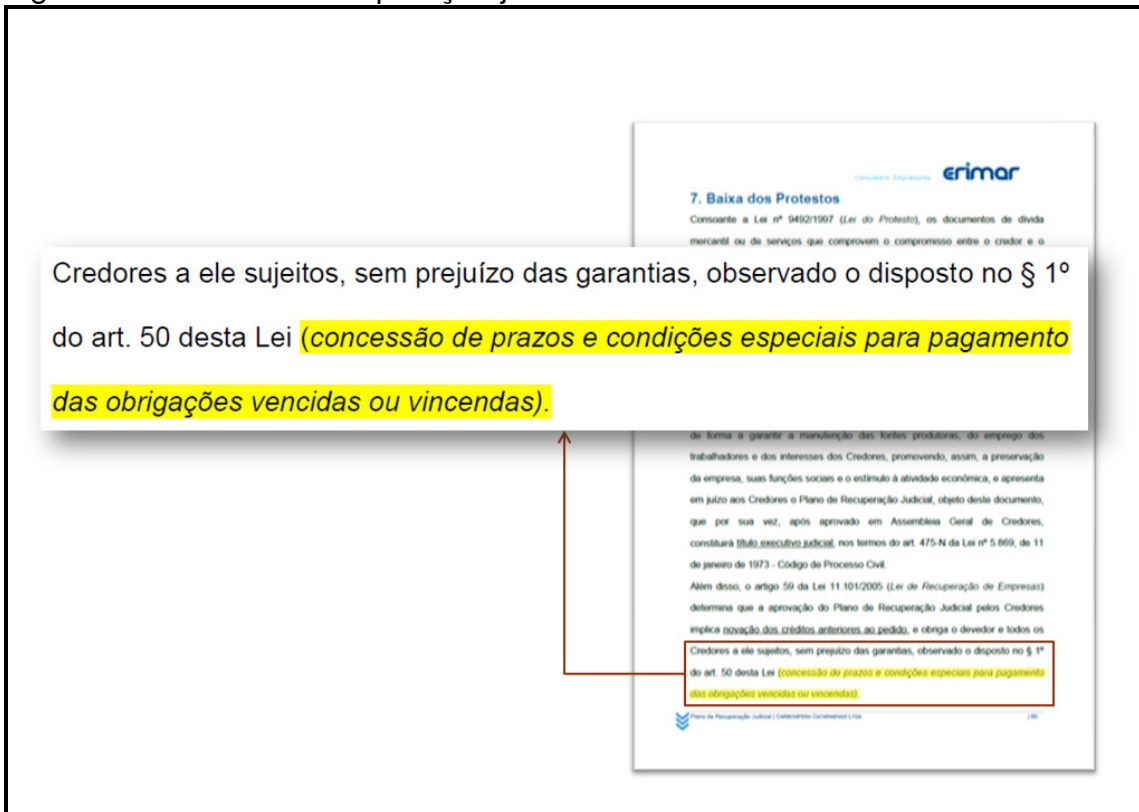 Consultoria Empresarial erimar
7. Baixa dos Protestos
Consoante a Lei nº 9492/1997 (Lei do Protesto), os documentos de dívida
mercantil ou de serviços que comprovem o compromisso entre o credor e o
Credores a ele sujeitos, sem prejuízo das garantias, observado o disposto no § 1º
do art. 50 desta Lei (concessão de prazos e condições especiais para pagamento
das obrigações vencidas ou vincendas).
de forma a garantir a manutenção das fontes produtoras, do emprego dos
trabalhadores e dos interesses dos Credores, promovendo, assim, a preservação
da empresa, suas funções sociais e o estímulo à atividade econômica, e apresenta
em juízo aos Credores o Plano de Recuperação Judicial, objeto deste documento,
que por sua vez, após aprovado em Assembleia Geral de Credores,
constituirá título executivo judicial, nos termos do art. 475-N da Lei nº 5.869, de 11
de janeiro de 1973 - Código de Processo Civil.
Além disso, o artigo 59 da Lei 11.101/2005 (Lei de Recuperação de Empresas)
determina que a aprovação do Plano de Recuperação Judicial pelos Credores
implica novação dos créditos anteriores ao pedido, e obriga o devedor e todos os
Credores a ele sujeitos, sem prejuízo das garantias, observado o disposto no § 1º
do art. 50 desta Lei (concessão de prazos e condições especiais para pagamento
das obrigações vencidas ou vincendas).
Plano de Recuperação Judicial | CARBONÍFERA CATARINENSE LTDA.